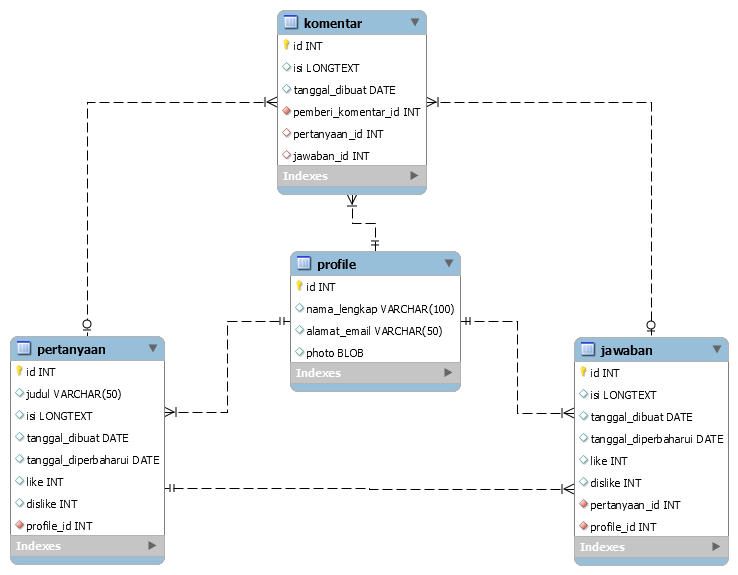 komentar
id INT
isi LONGTEXT
tanggal_dibuat DATE
pemberi_komentar_id INT
pertanyaan_id INT
jawaban_id INT
Indexes
profile
id INT
nama_lengkap VARCHAR(100)
alamat_email VARCHAR(50)
photo BLOB
Indexes
pertanyaan
id INT
judul VARCHAR(50)
isi LONGTEXT
tanggal_dibuat DATE
tanggal_diperbaharui DATE
like INT
dislike INT
profile_id INT
Indexes
jawaban
id INT
isi LONGTEXT
tanggal_dibuat DATE
tanggal_diperbaharui DATE
like INT
dislike INT
pertanyaan_id INT
profile_id INT
Indexes